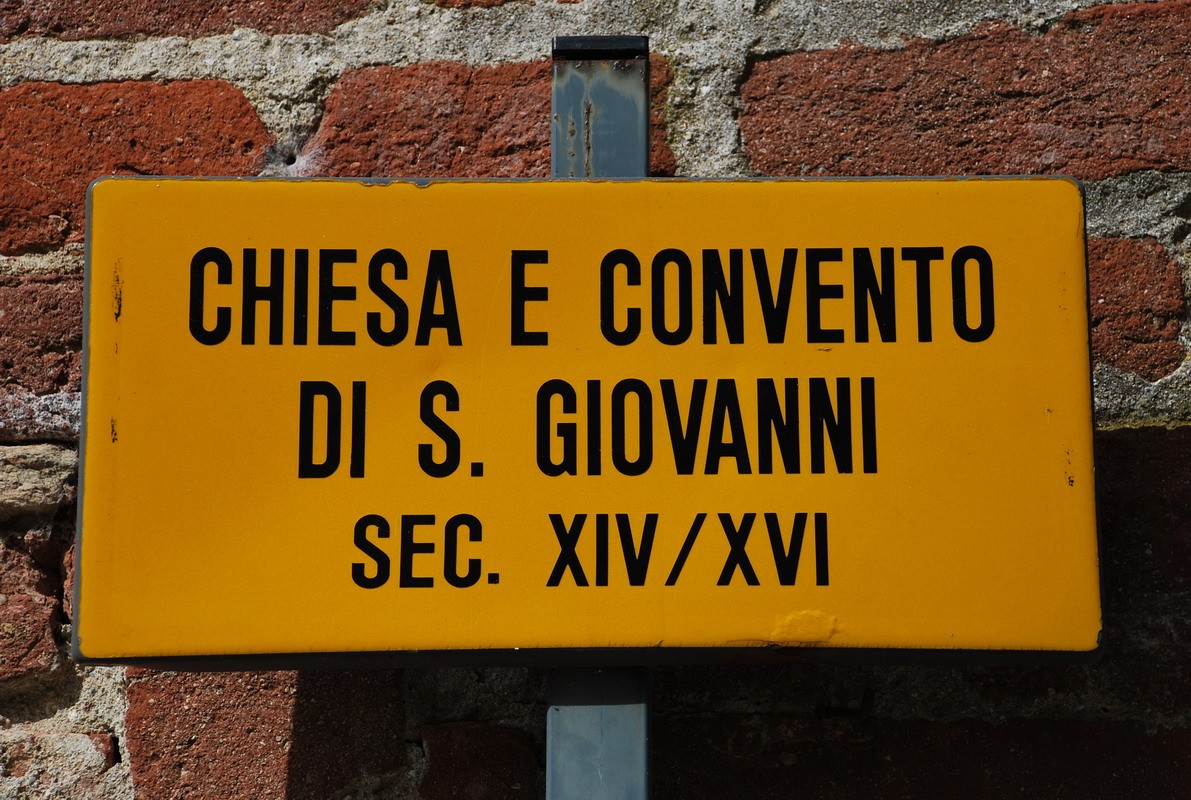 CHIESA E CONVENTO
DI S. GIOVANNI
SEC. XIV/XVI